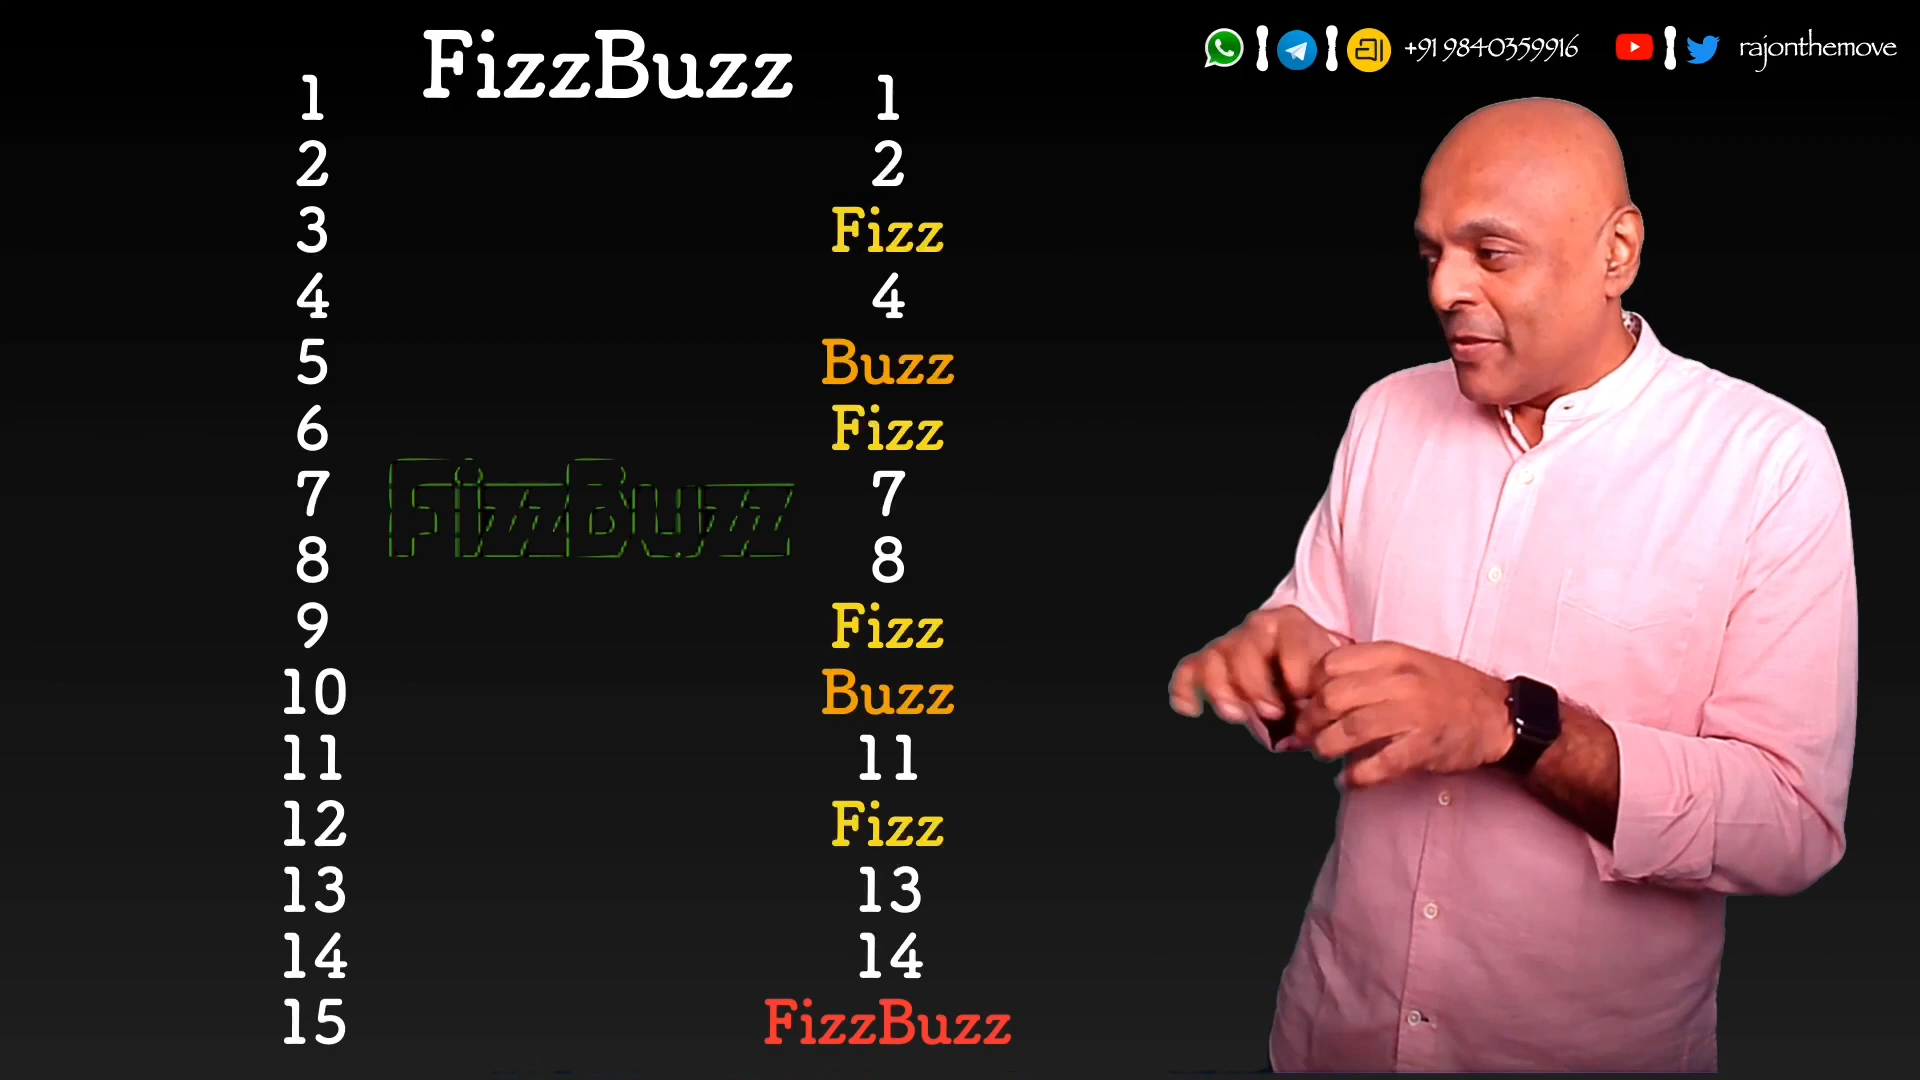 FizzBuzz
+91 9840359916 rajonthemove
1 1
2 2
3 Fizz
4 4
5 Buzz
6 Fizz
7 7
FizzBuzz
8 8
9 Fizz
10 Buzz
11 11
12 Fizz
13 13
14 14
15 FizzBuzz